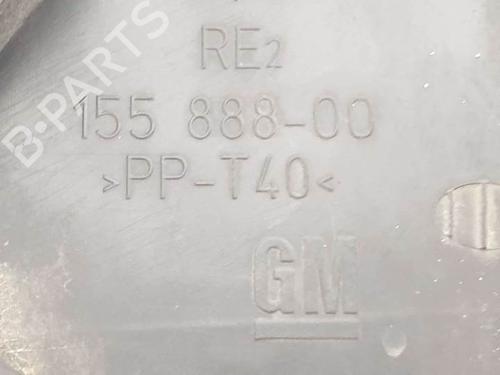 RE2
155 888-00
>PP-T40<
GM
B-PARTS